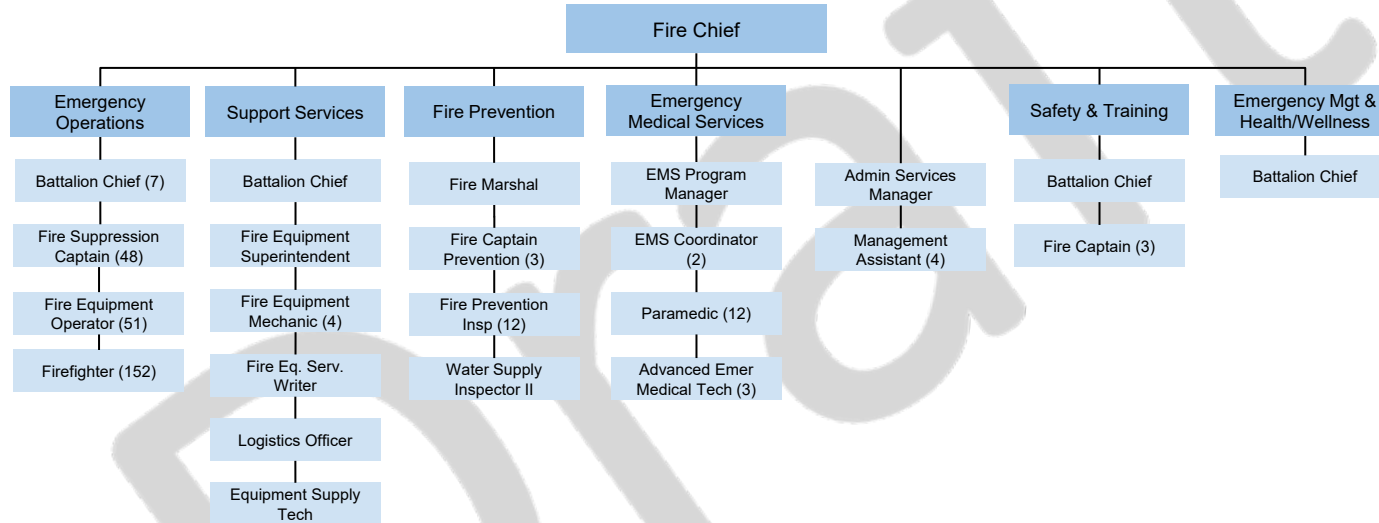 Fire Chief
Emergency
Operations
Battalion Chief (7)
Fire Suppression
Captain (48)
Fire Equipment
Operator (51)
Firefighter (152)
Support Services
Battalion Chief
Fire Equipment
Superintendent
Fire Equipment
Mechanic (4)
Fire Eq. Serv.
Writer
Logistics Officer
Equipment Supply
Tech
Fire Prevention
Fire Marshal
Fire Captain
Prevention (3)
Fire Prevention
Insp (12)
Water Supply
Inspector II
Emergency
Medical Services
EMS Program
Manager
EMS Coordinator
(2)
Paramedic (12)
Advanced Emer
Medical Tech (3)
Admin Services
Manager
Management
Assistant (4)
Safety & Training
Battalion Chief
Fire Captain (3)
Emergency Mgt &
Health/Wellness
Battalion Chief
Draft